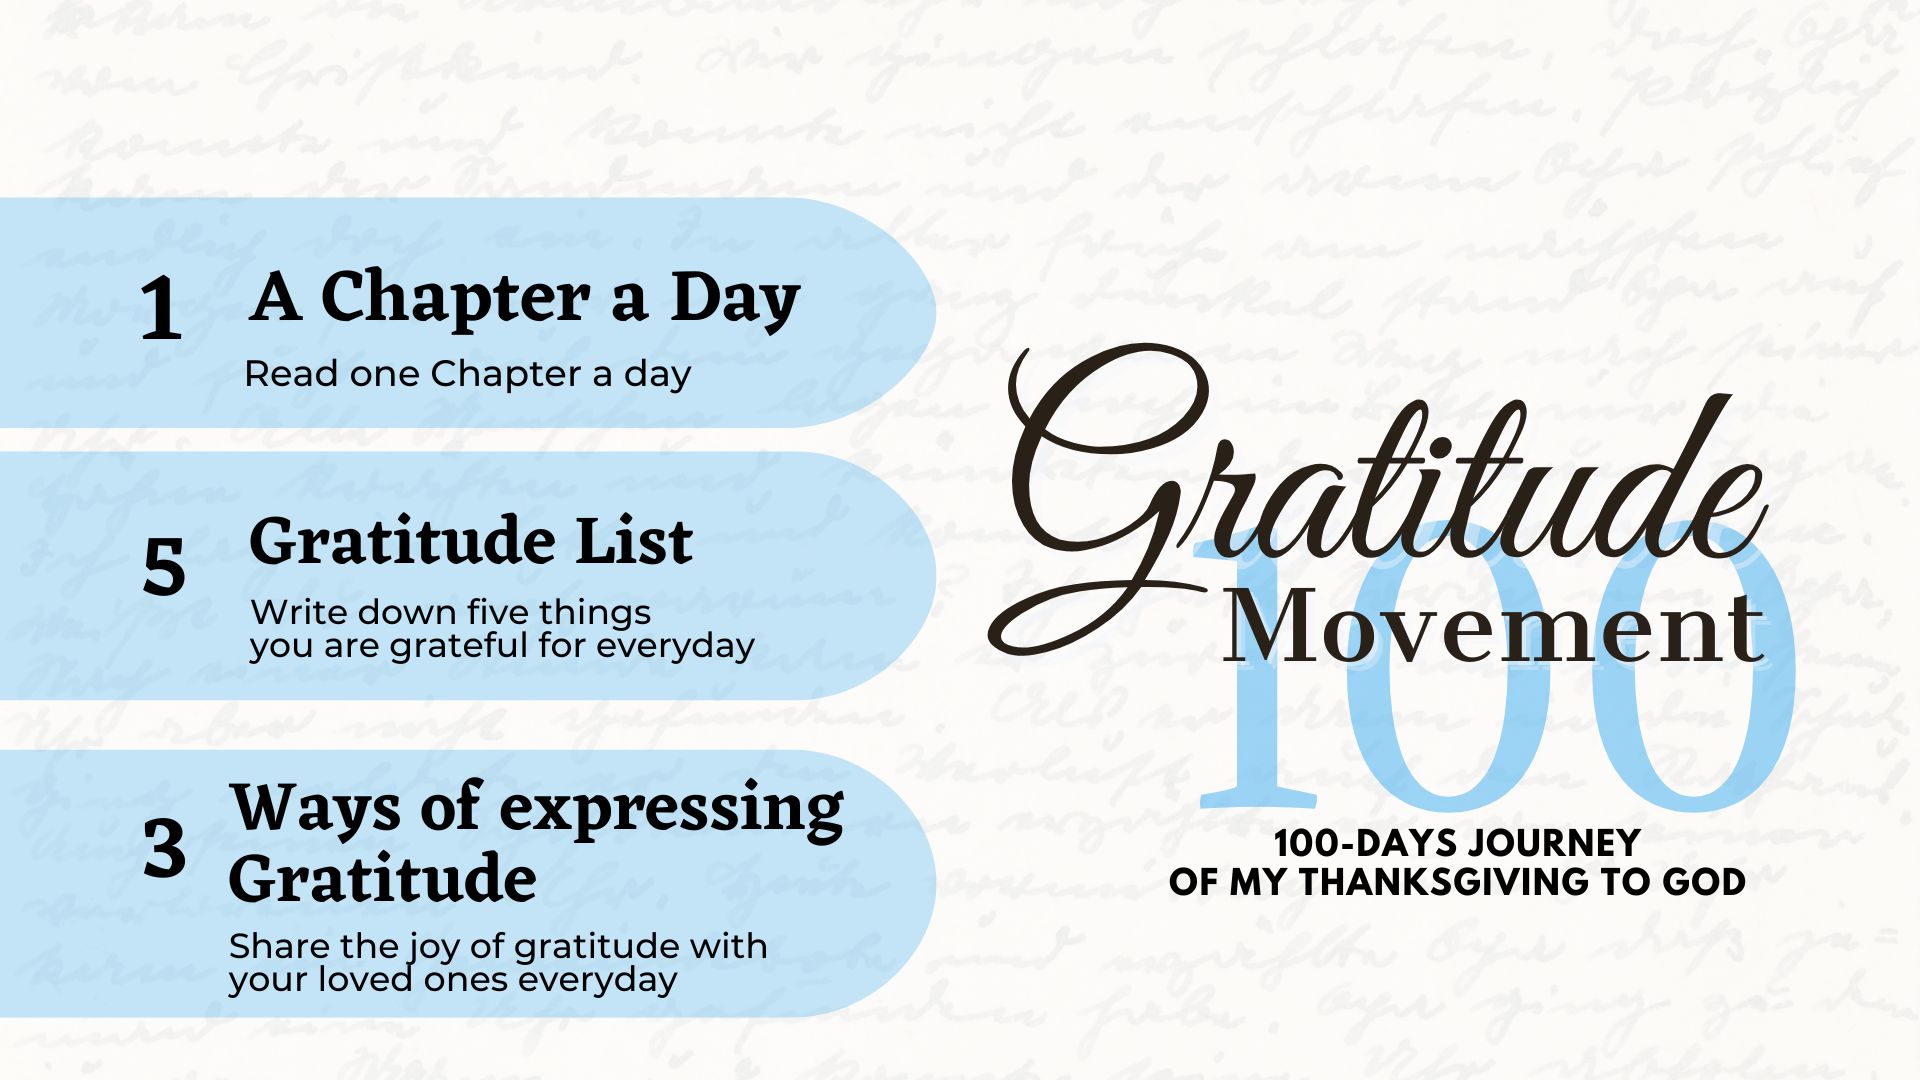 1
A Chapter a Day
Read one Chapter a day
5
Gratitude List
Write down five things
you are grateful for everyday
3
Ways of expressing
Gratitude
Share the joy of gratitude with
your loved ones everyday
Gratitude
Movement
100
100-DAYS JOURNEY
OF MY THANKSGIVING TO GOD